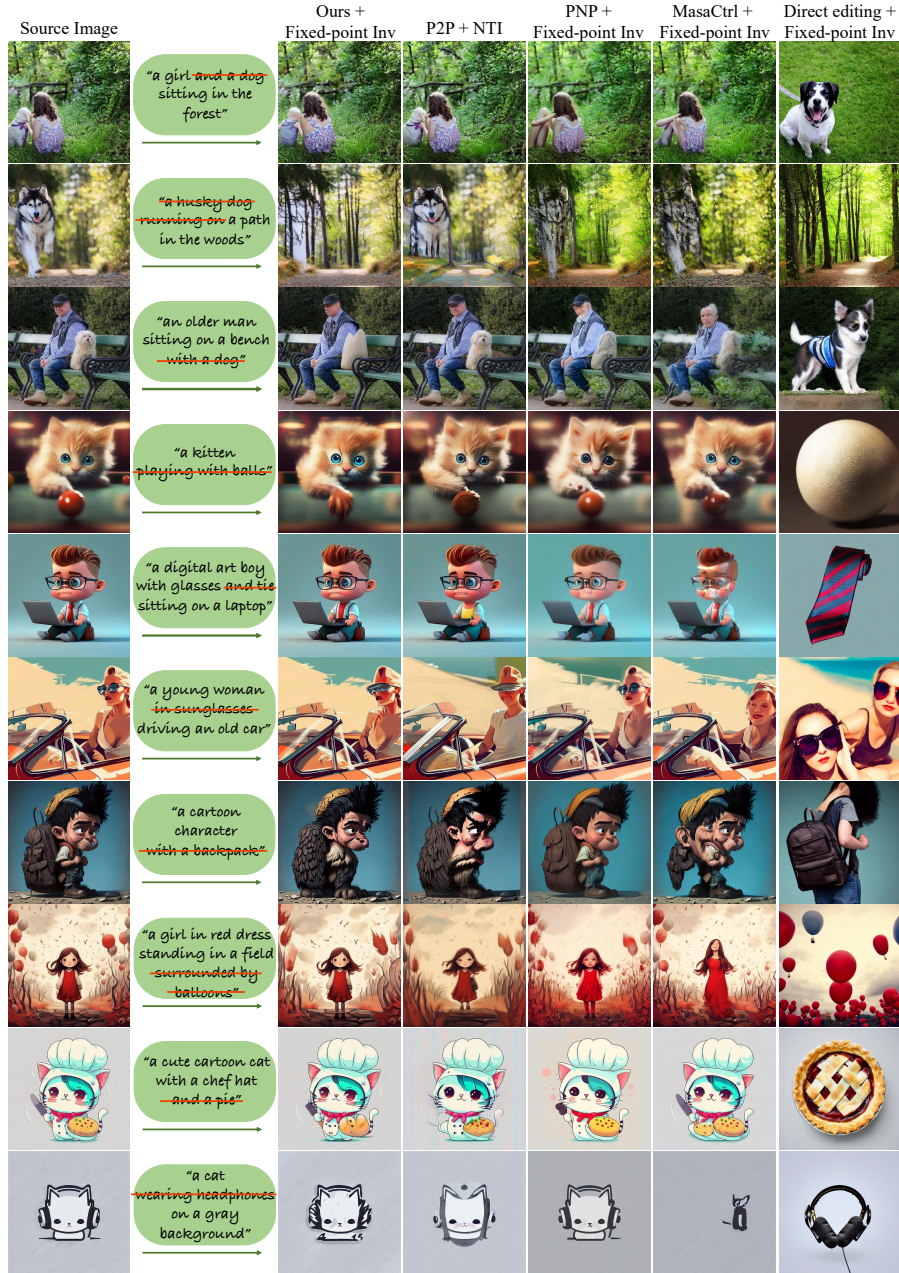 Source Image
Ours +
Fixed-point Inv
P2P + NTI
PNP +
Fixed-point Inv
MasaCtrl +
Fixed-point Inv
Direct editing +
Fixed-point Inv
“a girl and a dog
sitting in the
forest”
“a husky dog
running on a path
in the woods”
“an older man
sitting on a bench
with a dog”
“a kitten
playing with balls”
“a digital art boy
with glasses and tie
sitting on a laptop”
“a young woman
in sunglasses
driving an old car”
“a cartoon
character
with a backpack”
“a girl in red dress
standing in a field
surrounded by
balloons”
“a cute cartoon cat
with a chef hat
and a pie”
“a cat
wearing headphones
on a gray
background”